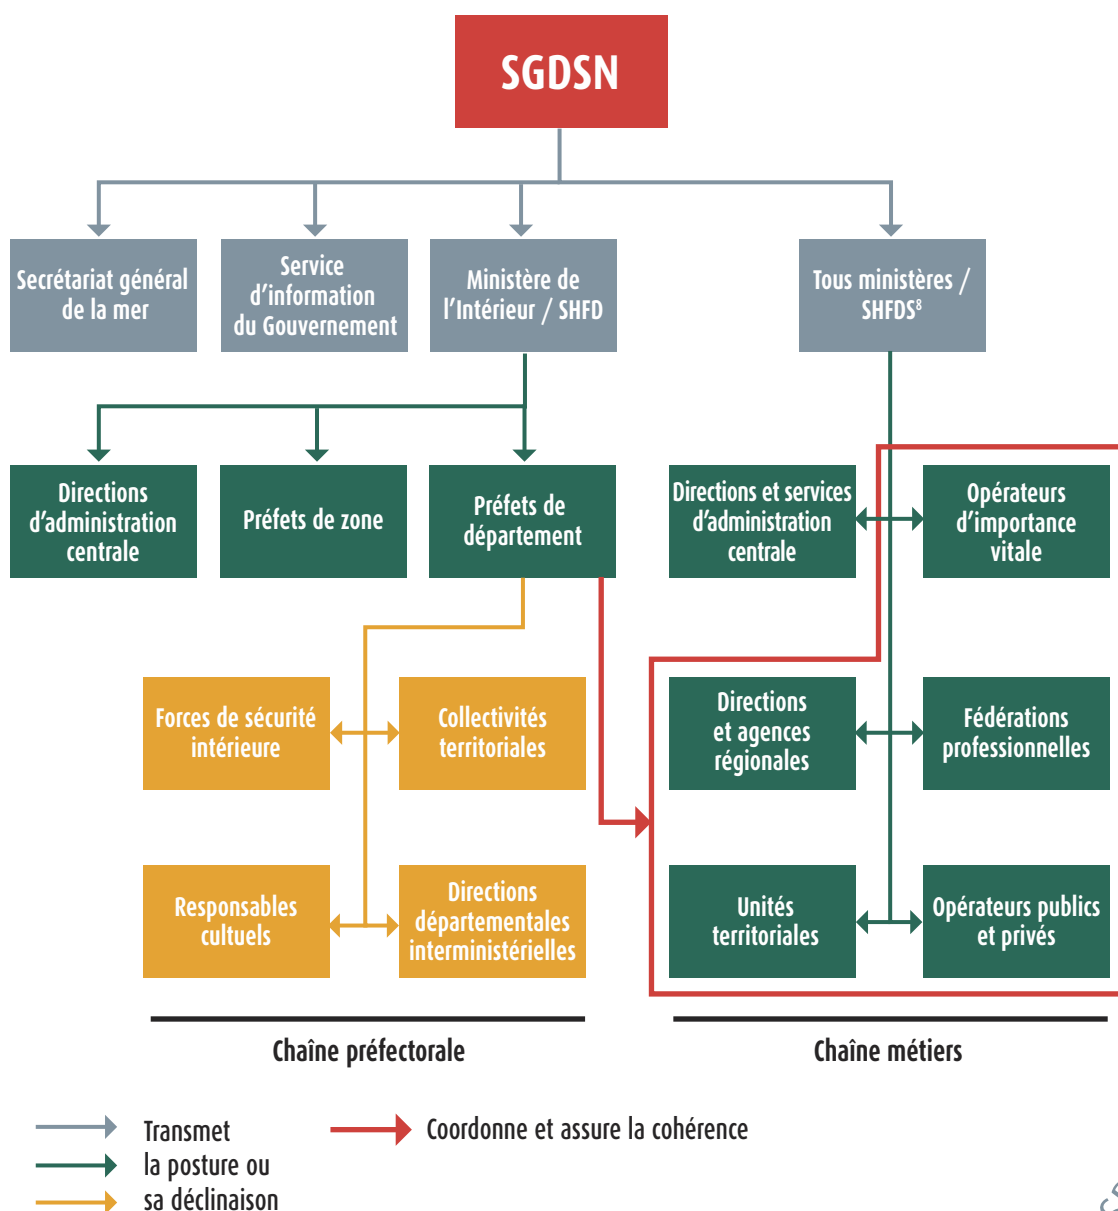 SGDSN
Secrétariat général
de la mer
Service
d'information
du Gouvernement
Ministère de
l'Intérieur / SHFD
Tous ministères /
SHFDS⁸
Directions
d'administration
centrale
Préfets de zone
Préfets de
département
Directions et services
d'administration
centrale
Opérateurs
d'importance
vitale
Forces de sécurité
intérieure
Collectivités
territoriales
Directions
et agences
régionales
Fédérations
professionnelles
Responsables
cultuels
Directions
départementales
interministérielles
Unités
territoriales
Opérateurs publics
et privés
Chaîne préfectorale
Chaîne métiers
Transmet
la posture ou
sa déclinaison
Coordonne et assure la cohérence